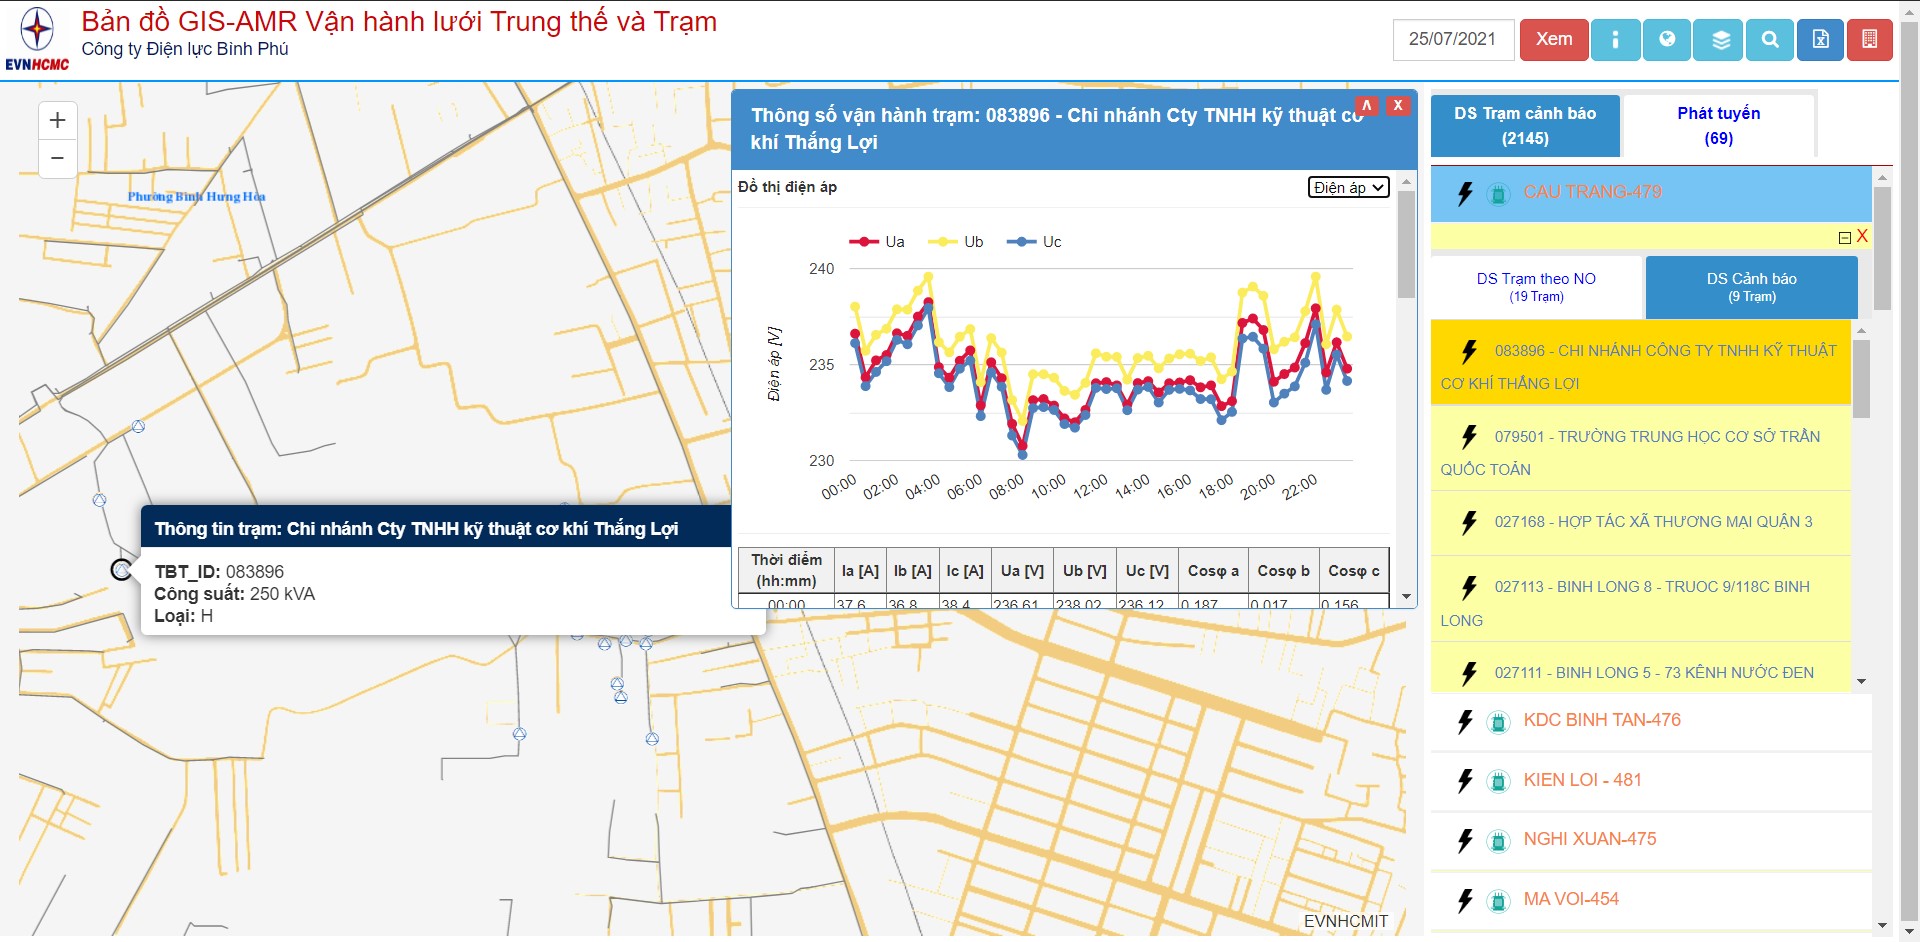 Bản đồ GIS-AMR Vận hành lưới Trung thế và Trạm
Công ty Điện lực Bình Phú
EVNHCMC
25/07/2021
Xem
+
−
Phường Bình Hưng Hòa
Thông số vận hành trạm: 083896 - Chi nhánh Cty TNHH kỹ thuật cơ
khí Thắng Lợi
X
Đồ thị điện áp
Điện áp
Ua
Ub
Uc
240
235
230
Điện áp [V]
00:00
02:00
04:00
06:00
08:00
10:00
12:00
14:00
16:00
18:00
20:00
22:00
Thời điểm
(hh:mm)
Ia [A]
Ib [A]
Ic [A]
Ua [V]
Ub [V]
Uc [V]
Cosφ a
Cosφ b
Cosφ c
00:00
37.6
36.8
38.4
236.61
238.02
236.12
0.187
0.017
0.156
Thông tin trạm: Chi nhánh Cty TNHH kỹ thuật cơ khí Thắng Lợi
TBT_ID: 083896
Công suất: 250 kVA
Loại: H
EVNHCMIT
DS Trạm cảnh báo
(2145)
Phát tuyến
(69)
CAU TRANG-479
X
DS Trạm theo NO
(19 Trạm)
DS Cảnh báo
(9 Trạm)
083896 - CHI NHÁNH CÔNG TY TNHH KỸ THUẬT
CƠ KHÍ THẮNG LỢI
079501 - TRƯỜNG TRUNG HỌC CƠ SỞ TRẦN
QUỐC TOẢN
027168 - HỢP TÁC XÃ THƯƠNG MẠI QUẬN 3
027113 - BINH LONG 8 - TRUOC 9/118C BINH
LONG
027111 - BINH LONG 5 - 73 KÊNH NƯỚC ĐEN
KDC BINH TAN-476
KIEN LOI - 481
NGHI XUAN-475
MA VOI-454